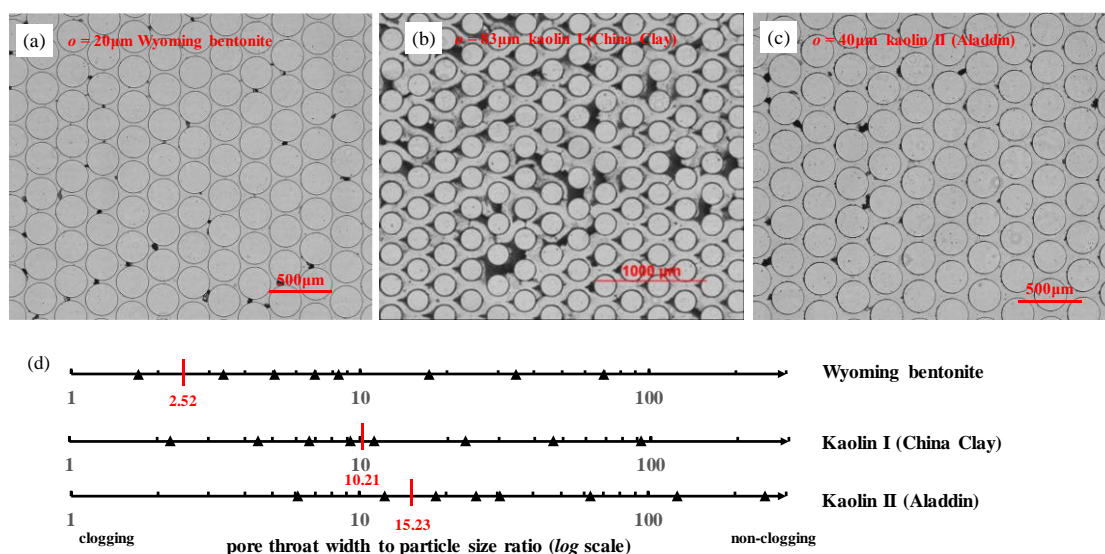 (a)
o = 20μm Wyoming bentonite
500μm
(b)
o = 83μm kaolin I (China Clay)
1000 μm
(c)
o = 40μm kaolin II (Aladdin)
500μm
(d)
Wyoming bentonite
1 10 100
2.52
Kaolin I (China Clay)
1 10 100
10.21
Kaolin II (Aladdin)
1 10 100
15.23
clogging non-clogging
pore throat width to particle size ratio (log scale)